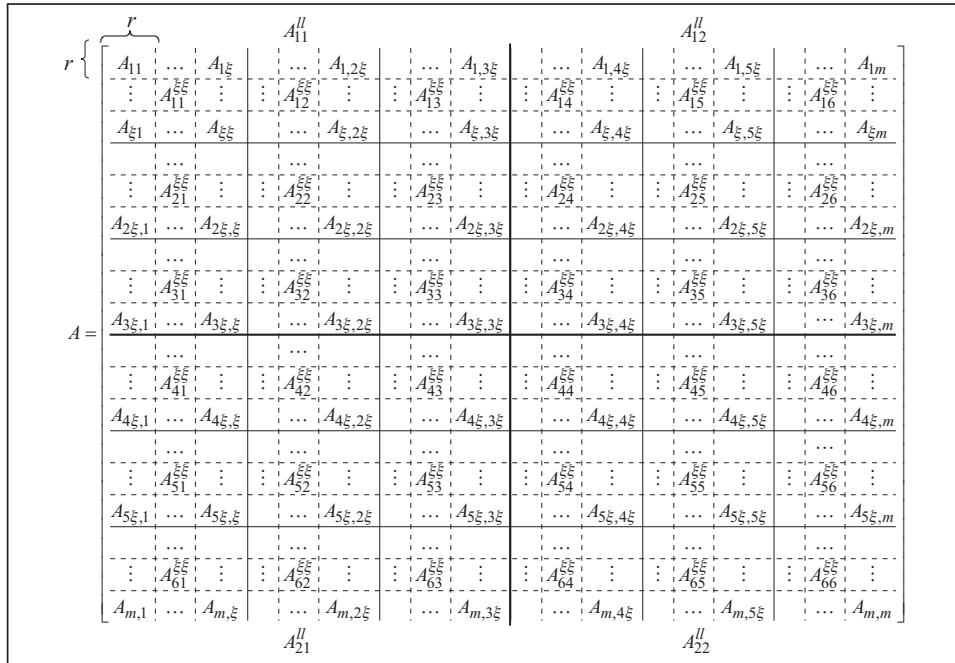 r A_{11}^{ll} A_{12}^{ll}
r A_{11} ... A_{1ξ} ... A_{1,2ξ} ... A_{1,3ξ} ... A_{1,4ξ} ... A_{1,5ξ} ... A_{1m}
⋮ A_{11}^{ξξ} ⋮ ⋮ A_{12}^{ξξ} ⋮ ⋮ A_{13}^{ξξ} ⋮ ⋮ A_{14}^{ξξ} ⋮ ⋮ A_{15}^{ξξ} ⋮ ⋮ A_{16}^{ξξ} ⋮
A_{ξ1} ... A_{ξξ} ... A_{ξ,2ξ} ... A_{ξ,3ξ} ... A_{ξ,4ξ} ... A_{ξ,5ξ} ... A_{ξm}
... ... ... ... ... ...
⋮ A_{21}^{ξξ} ⋮ ⋮ A_{22}^{ξξ} ⋮ ⋮ A_{23}^{ξξ} ⋮ ⋮ A_{24}^{ξξ} ⋮ ⋮ A_{25}^{ξξ} ⋮ ⋮ A_{26}^{ξξ} ⋮
A_{2ξ,1} ... A_{2ξ,ξ} ... A_{2ξ,2ξ} ... A_{2ξ,3ξ} ... A_{2ξ,4ξ} ... A_{2ξ,5ξ} ... A_{2ξ,m}
... ... ... ... ... ...
⋮ A_{31}^{ξξ} ⋮ ⋮ A_{32}^{ξξ} ⋮ ⋮ A_{33}^{ξξ} ⋮ ⋮ A_{34}^{ξξ} ⋮ ⋮ A_{35}^{ξξ} ⋮ ⋮ A_{36}^{ξξ} ⋮
A = A_{3ξ,1} ... A_{3ξ,ξ} ... A_{3ξ,2ξ} ... A_{3ξ,3ξ} ... A_{3ξ,4ξ} ... A_{3ξ,5ξ} ... A_{3ξ,m}
... ... ... ... ... ...
⋮ A_{41}^{ξξ} ⋮ ⋮ A_{42}^{ξξ} ⋮ ⋮ A_{43}^{ξξ} ⋮ ⋮ A_{44}^{ξξ} ⋮ ⋮ A_{45}^{ξξ} ⋮ ⋮ A_{46}^{ξξ} ⋮
A_{4ξ,1} ... A_{4ξ,ξ} ... A_{4ξ,2ξ} ... A_{4ξ,3ξ} ... A_{4ξ,4ξ} ... A_{4ξ,5ξ} ... A_{4ξ,m}
... ... ... ... ... ...
⋮ A_{51}^{ξξ} ⋮ ⋮ A_{52}^{ξξ} ⋮ ⋮ A_{53}^{ξξ} ⋮ ⋮ A_{54}^{ξξ} ⋮ ⋮ A_{55}^{ξξ} ⋮ ⋮ A_{56}^{ξξ} ⋮
A_{5ξ,1} ... A_{5ξ,ξ} ... A_{5ξ,2ξ} ... A_{5ξ,3ξ} ... A_{5ξ,4ξ} ... A_{5ξ,5ξ} ... A_{5ξ,m}
... ... ... ... ... ...
⋮ A_{61}^{ξξ} ⋮ ⋮ A_{62}^{ξξ} ⋮ ⋮ A_{63}^{ξξ} ⋮ ⋮ A_{64}^{ξξ} ⋮ ⋮ A_{65}^{ξξ} ⋮ ⋮ A_{66}^{ξξ} ⋮
A_{m,1} ... A_{m,ξ} ... A_{m,2ξ} ... A_{m,3ξ} ... A_{m,4ξ} ... A_{m,5ξ} ... A_{m,m}
A_{21}^{ll} A_{22}^{ll}